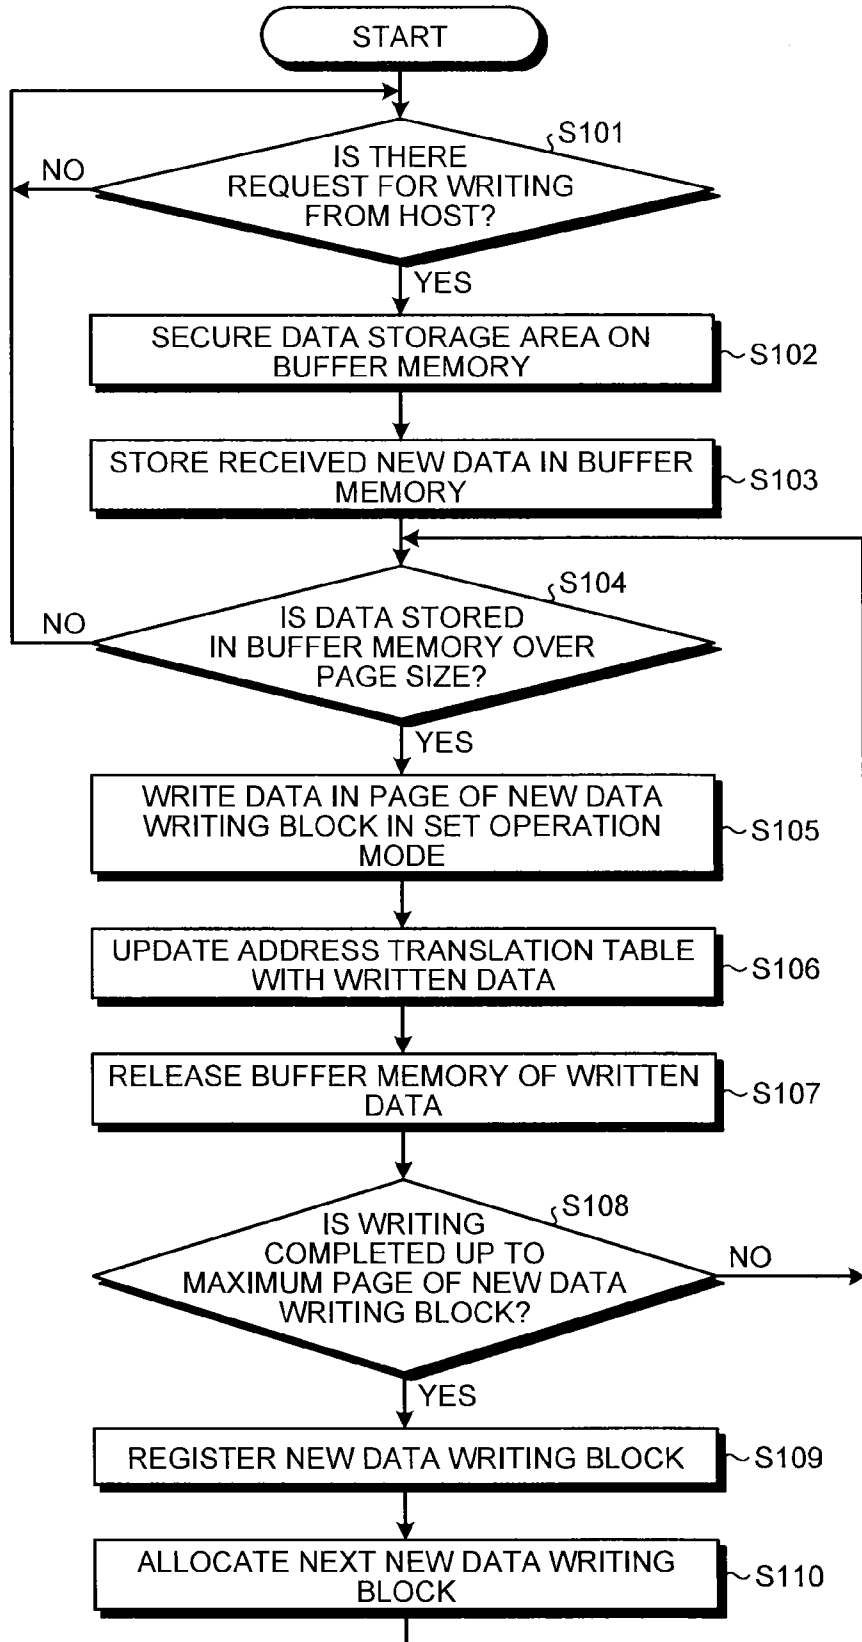 START
S101
IS THERE
REQUEST FOR WRITING
FROM HOST?
NO
YES
SECURE DATA STORAGE AREA ON
BUFFER MEMORY
S102
STORE RECEIVED NEW DATA IN BUFFER
MEMORY
S103
S104
IS DATA STORED
IN BUFFER MEMORY OVER
PAGE SIZE?
NO
YES
WRITE DATA IN PAGE OF NEW DATA
WRITING BLOCK IN SET OPERATION
MODE
S105
UPDATE ADDRESS TRANSLATION TABLE
WITH WRITTEN DATA
S106
RELEASE BUFFER MEMORY OF WRITTEN
DATA
S107
S108
IS WRITING
COMPLETED UP TO
MAXIMUM PAGE OF NEW DATA
WRITING BLOCK?
NO
YES
REGISTER NEW DATA WRITING BLOCK
S109
ALLOCATE NEXT NEW DATA WRITING
BLOCK
S110